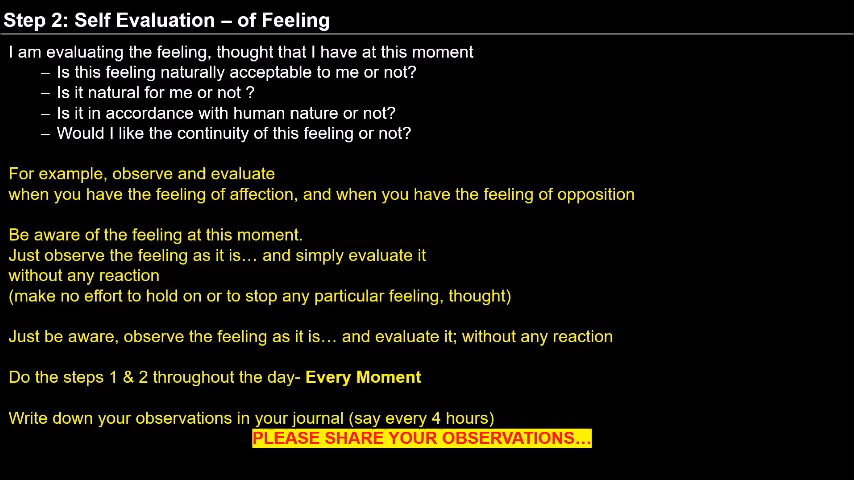 Step 2: Self Evaluation – of Feeling
I am evaluating the feeling, thought that I have at this moment
– Is this feeling naturally acceptable to me or not?
– Is it natural for me or not ?
– Is it in accordance with human nature or not?
– Would I like the continuity of this feeling or not?
For example, observe and evaluate
when you have the feeling of affection, and when you have the feeling of opposition
Be aware of the feeling at this moment.
Just observe the feeling as it is… and simply evaluate it
without any reaction
(make no effort to hold on or to stop any particular feeling, thought)
Just be aware, observe the feeling as it is… and evaluate it; without any reaction
Do the steps 1 & 2 throughout the day- Every Moment
Write down your observations in your journal (say every 4 hours)
PLEASE SHARE YOUR OBSERVATIONS…